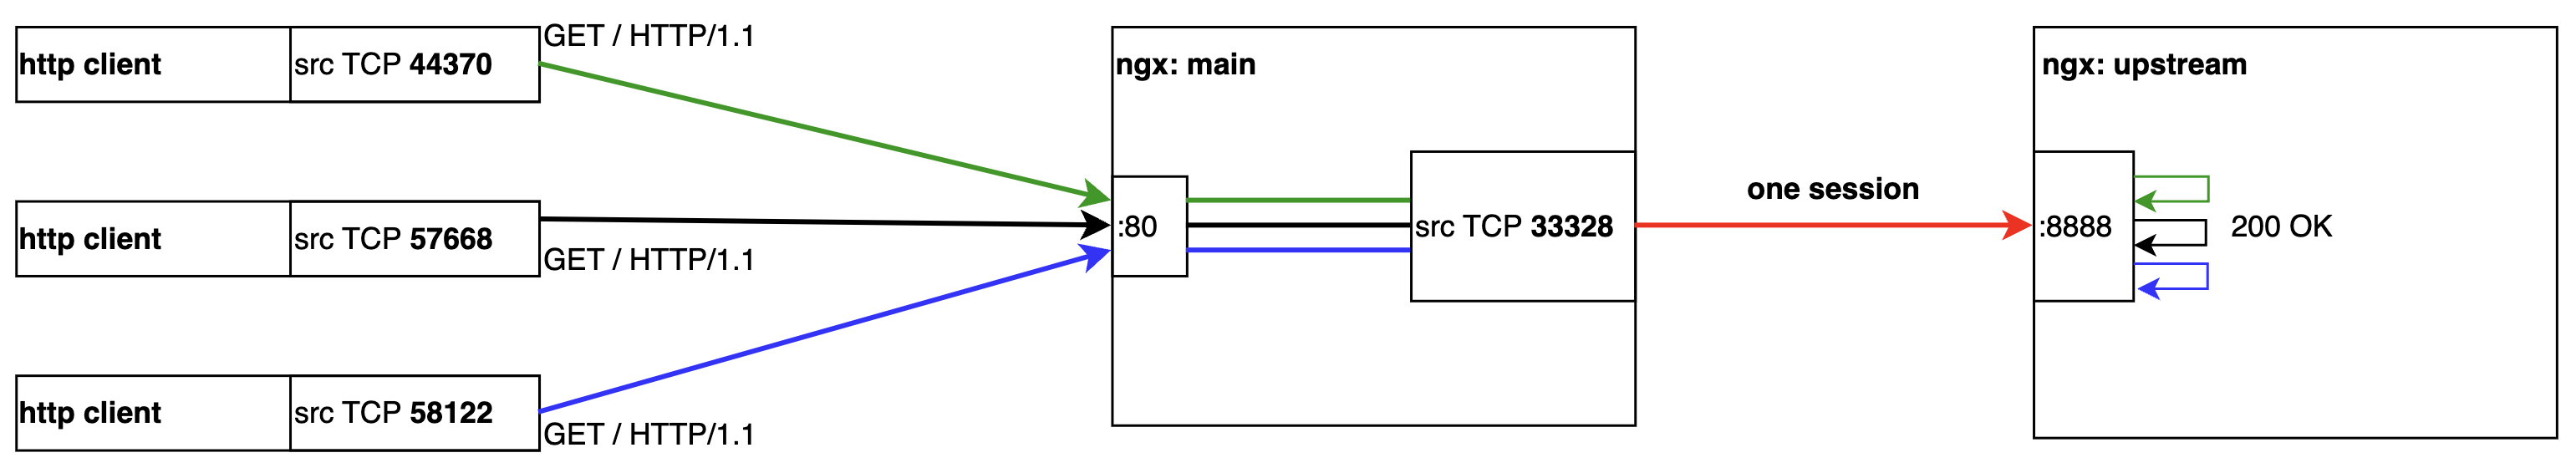 GET / HTTP/1.1
http client
src TCP 44370
http client
src TCP 57668
GET / HTTP/1.1
http client
src TCP 58122
GET / HTTP/1.1
ngx: main
:80
src TCP 33328
one session
ngx: upstream
:8888
200 OK